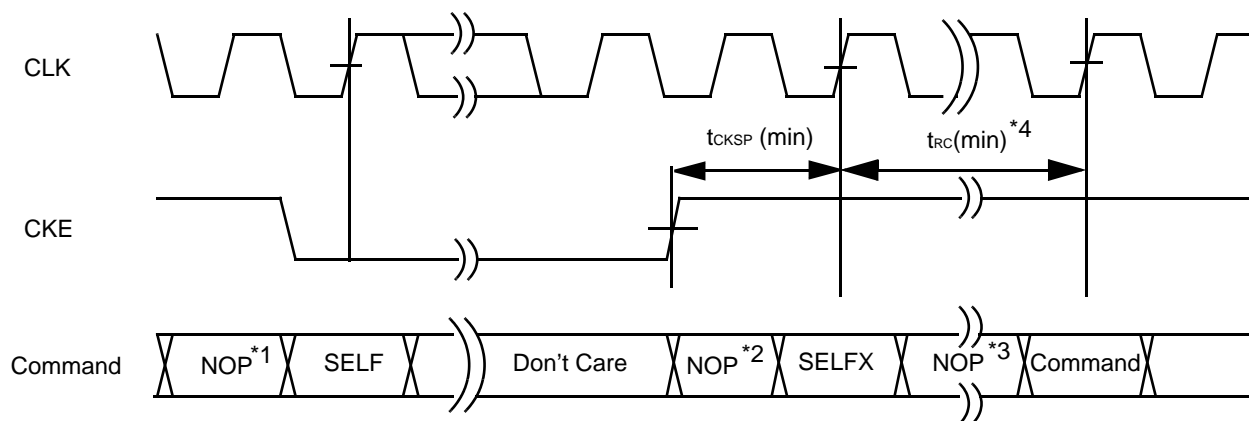 CLK
tCKSP (min)
tRC(min)*4
CKE
Command
NOP*1
SELF
Don't Care
NOP*2
SELFX
NOP*3
Command